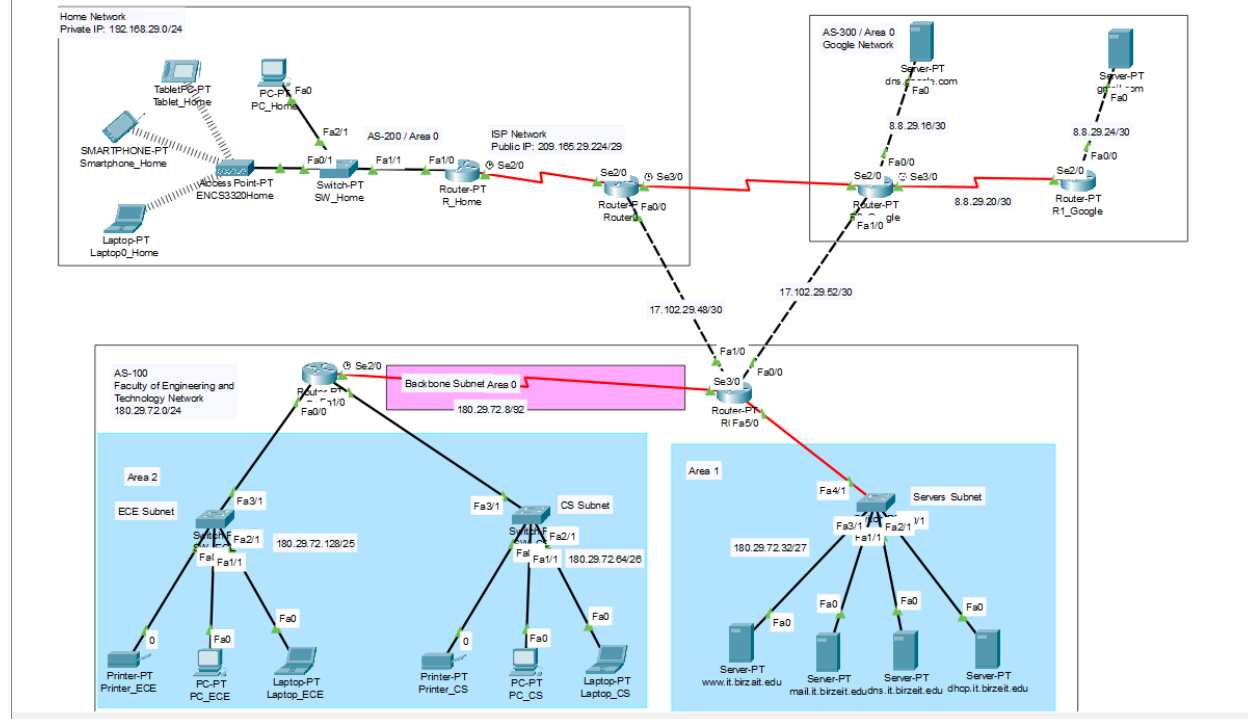 Home Network
Private IP: 192.168.29.0/24
TabletPC-PT
Tablet_Home
PC-PT
PC_Home
Fa0
SMARTPHONE-PT
Smartphone_Home
Fa2/1
AS-200 / Area 0
ISP Network
Public IP: 209.165.29.224/29
Fa0/1
Fa1/1
Fa1/0
Se2/0
Access Point-PT
ENCS3320Home
Switch-PT
SW_Home
Router-PT
R_Home
Laptop-PT
Laptop0_Home
Se2/0
Se3/0
Fa0/0
AS-300 / Area 0
Google Network
Server-PT
Fa0
Server-PT
Fa0
8.8.29.16/30
8.8.29.24/30
Fa0/0
Fa0/0
Se2/0
Se3/0
Se2/0
Router-PT
Fa1/0
8.8.29.20/30
Router-PT
R1_Google
17.102.29.52/30
17.102.29.48/30
AS-100
Faculty of Engineering and
Technology Network
180.29.72.0/24
Se2/0
Fa0/0
Backbone Subnet Area 0
180.29.72.8/92
Fa1/0
Fa0/0
Se3/0
Router-PT
Fa5/0
Area 2
ECE Subnet
Fa3/1
Fa2/1
Fa1/1
180.29.72.128/25
CS Subnet
Fa3/1
Fa2/1
Fa1/1
180.29.72.64/26
0
Fa0
Fa0
Printer-PT
Printer_ECE
PC-PT
PC_ECE
Laptop-PT
Laptop_ECE
0
Fa0
Fa0
Printer-PT
Printer_CS
PC-PT
PC_CS
Laptop-PT
Laptop_CS
Area 1
Fa4/1
Servers Subnet
Fa3/1
Fa2/1
Fa1/1
180.29.72.32/27
Fa0
Fa0
Fa0
Fa0
Server-PT
www.it.birzait.edu
Server-PT
mail.it.birzeit.edu
Server-PT
dns.it.birzeit.edu
Server-PT
dhcp.it.birzeit.edu